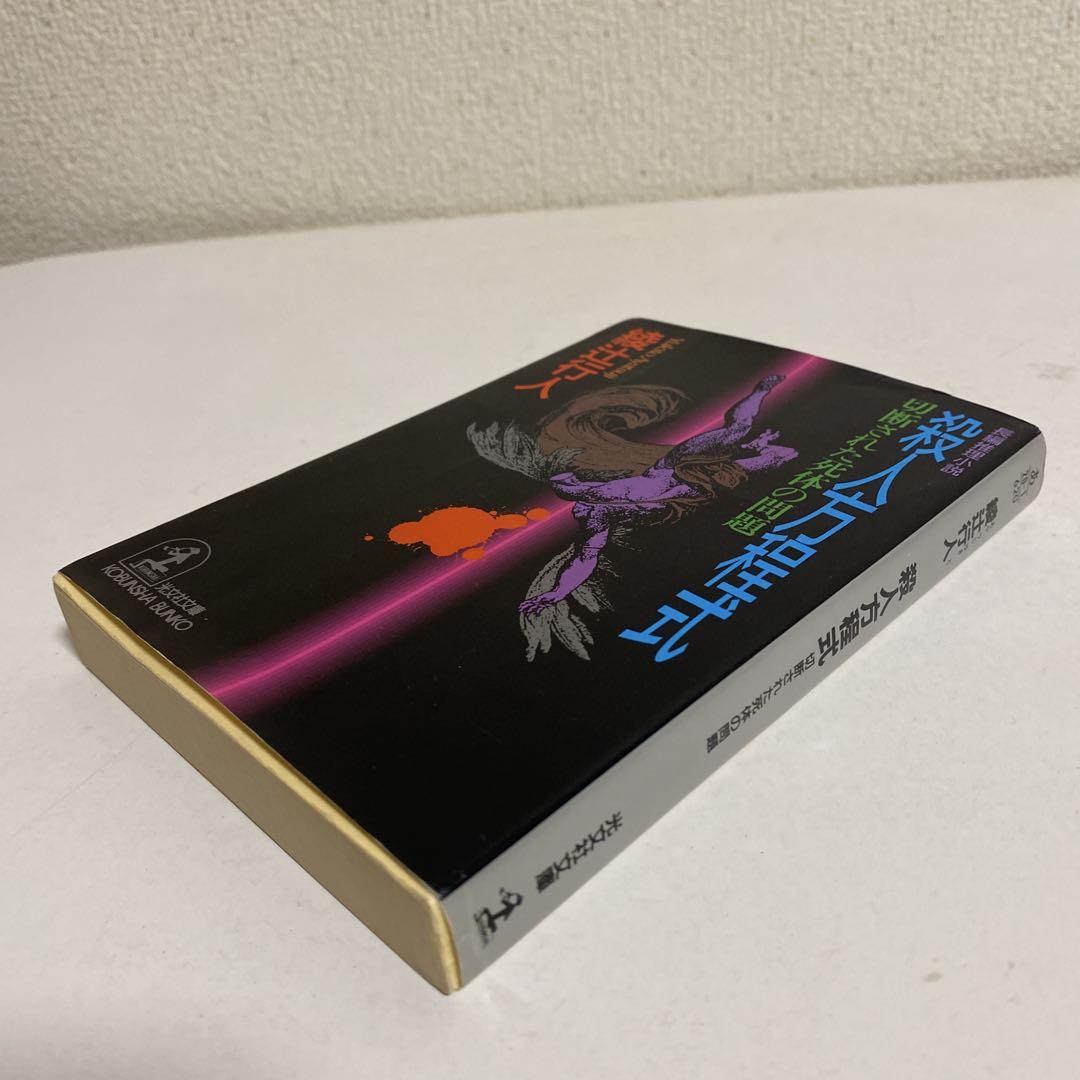 長編推理小説
殺人方程式
切断された死体の問題
綾辻行人
Yukito Ayatsuji
光文社文庫
KOBUNSHA BUNKO
綾辻行人
殺人方程式
切断された死体の問題
光文社文庫